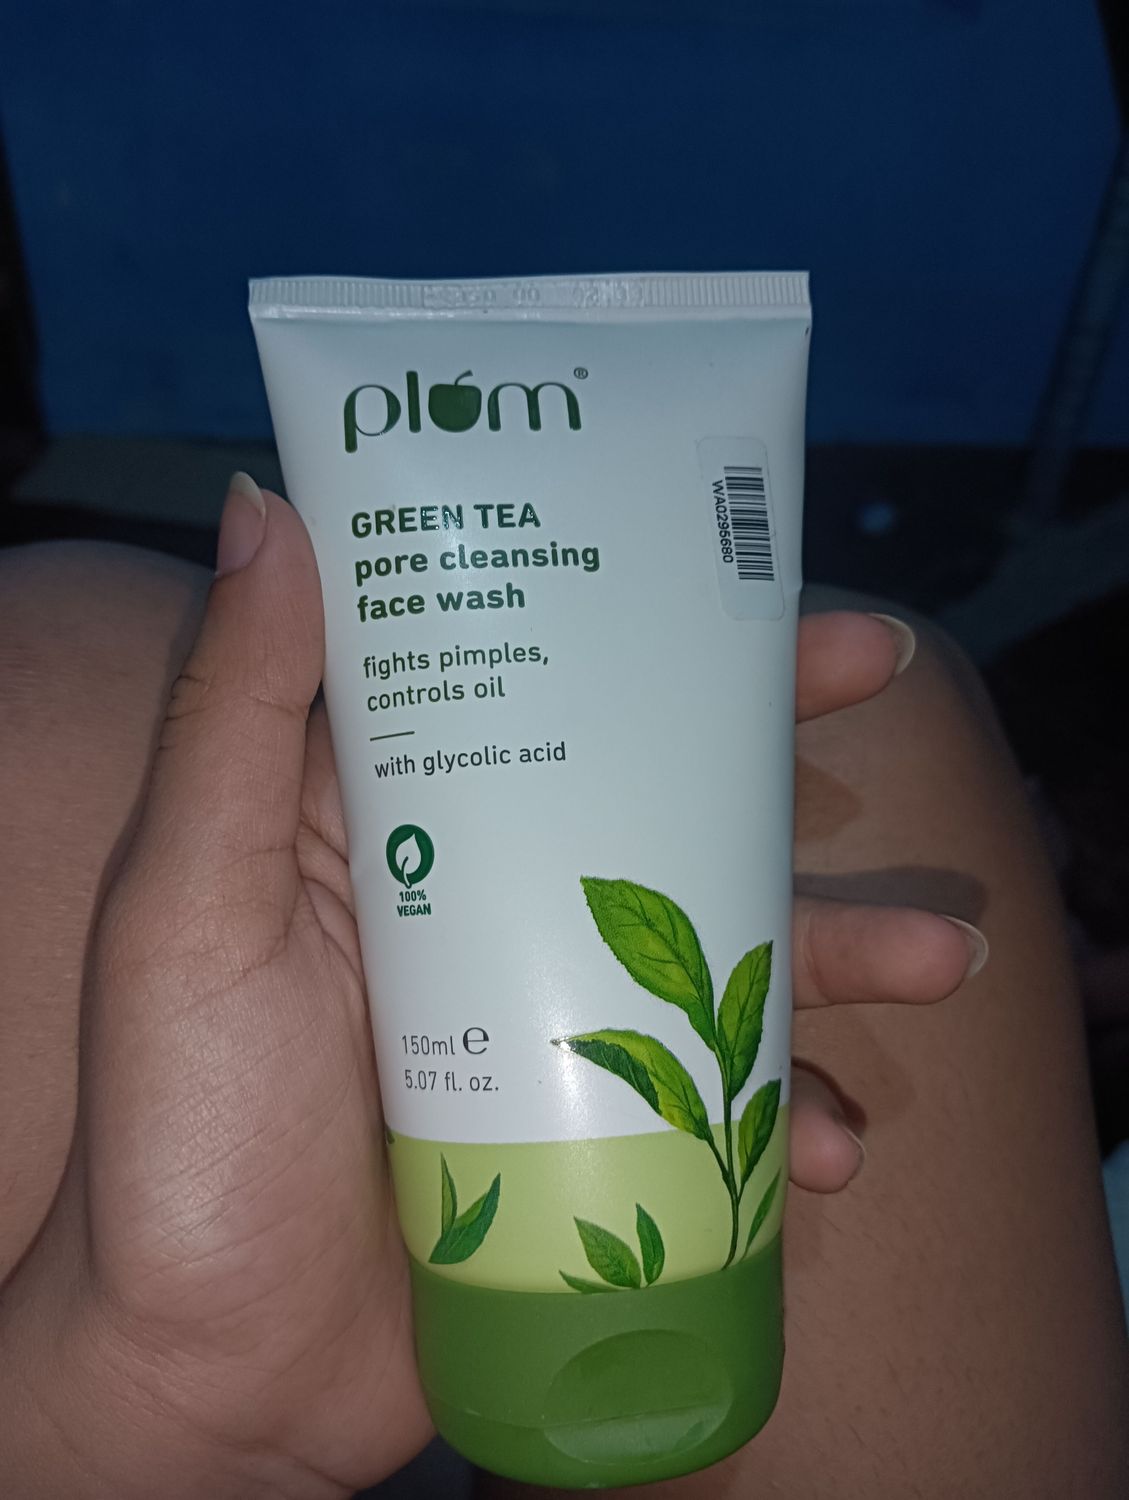 plum®
GREEN TEA
pore cleansing
face wash
fights pimples,
controls oil
with glycolic acid
100%
VEGAN
150ml e
5.07 fl. oz.
WA0295680